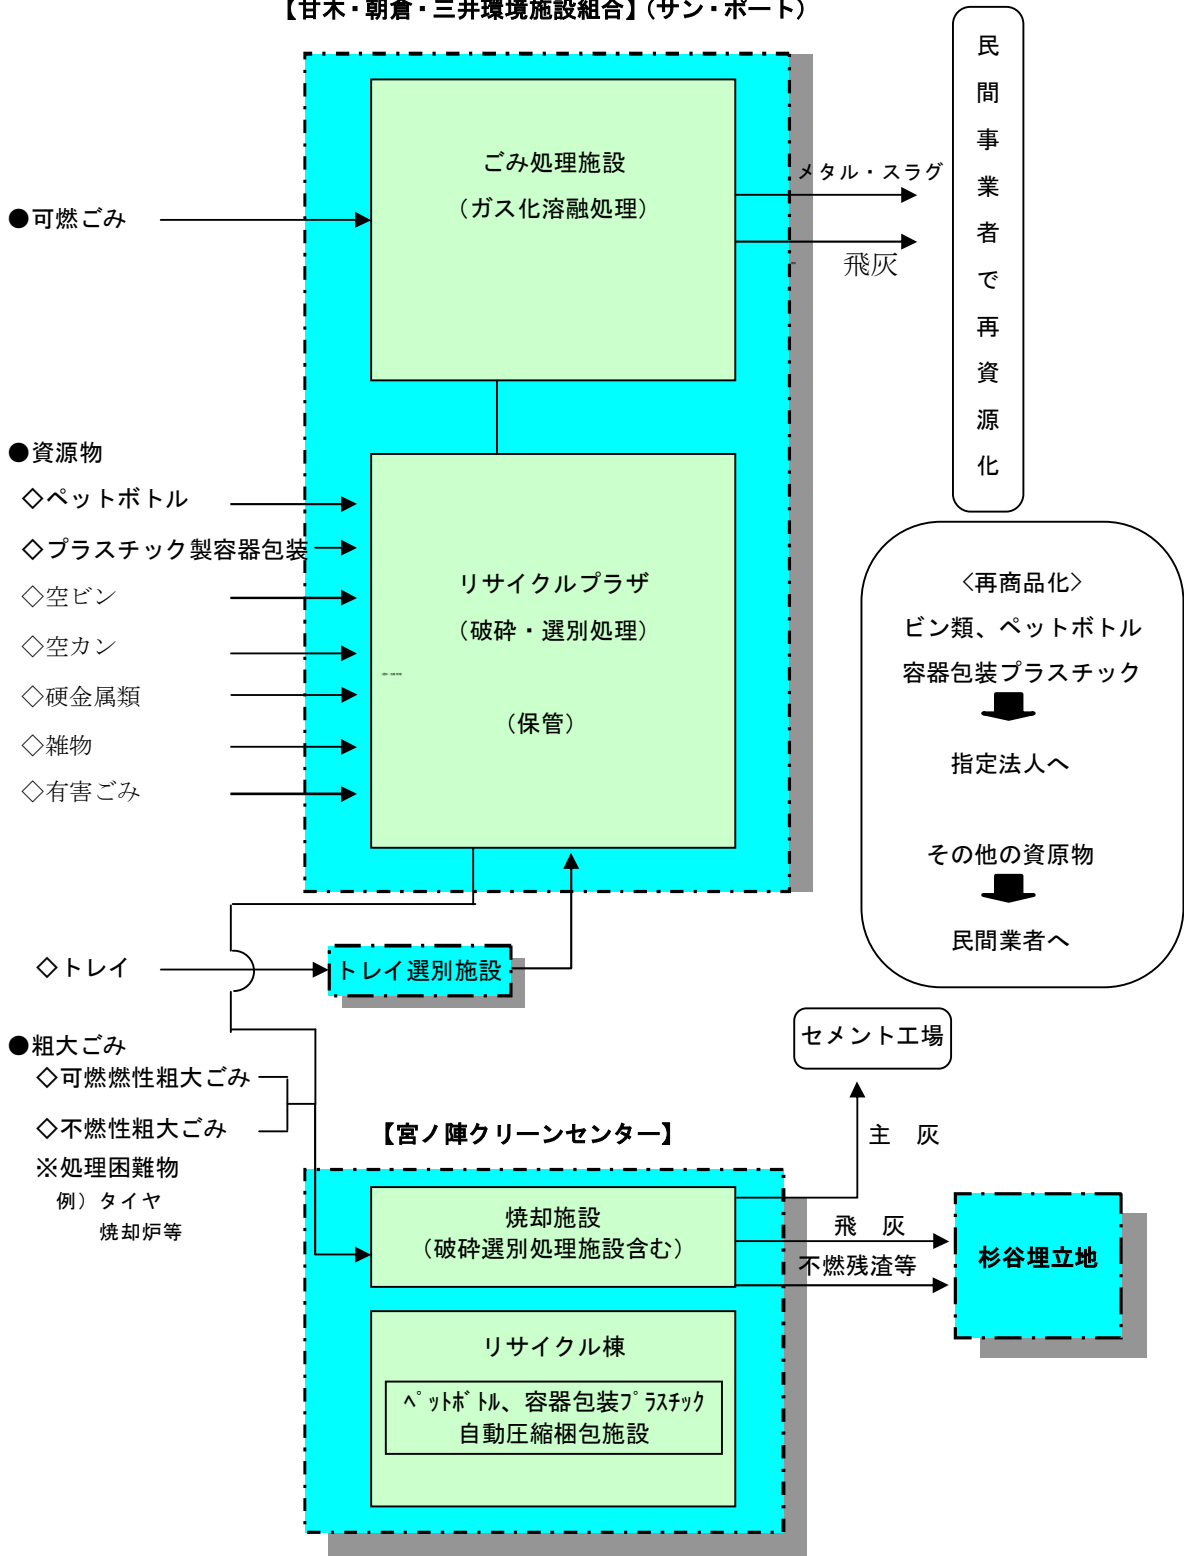 【甘木・朝倉・三井環境施設組合】（サン・ポート）
ごみ処理施設
（ガス化溶融処理）
●可燃ごみ
メタル・スラグ
飛灰
民間事業者で再資源化
●資源物
◇ペットボトル
◇プラスチック製容器包装
◇空ビン
◇空カン
◇硬金属類
◇雑物
◇有害ごみ
リサイクルプラザ
（破砕・選別処理）
（保管）
〈再商品化〉
ビン類、ペットボトル
容器包装プラスチック
指定法人へ
その他の資原物
民間業者へ
◇トレイ
トレイ選別施設
セメント工場
●粗大ごみ
◇可燃燃性粗大ごみ
◇不燃性粗大ごみ
※処理困難物
例）タイヤ
焼却炉等
【宮ノ陣クリーンセンター】
主　灰
焼却施設
（破砕選別処理施設含む）
飛　灰
不燃残渣等
杉谷埋立地
リサイクル棟
ﾍﾟｯﾄﾎﾞﾄﾙ、容器包装ﾌﾟﾗｽﾁｯｸ
自動圧縮梱包施設